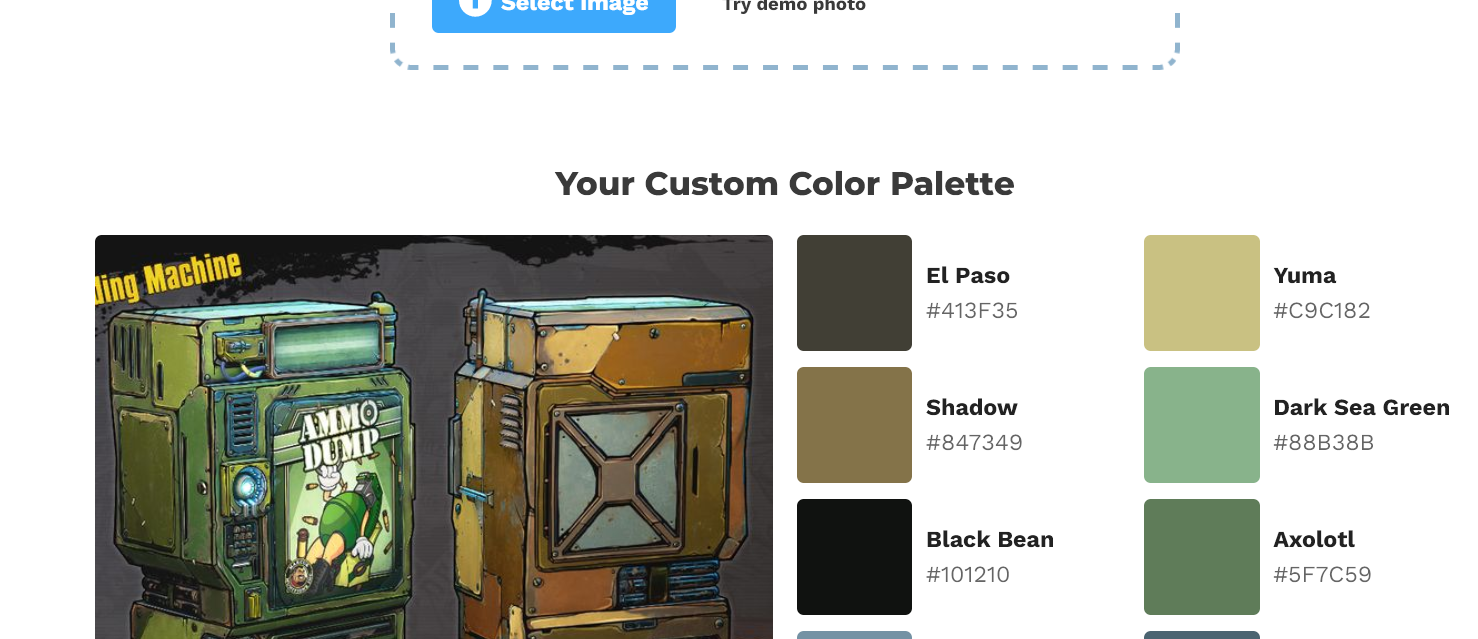 Select Image
Try demo photo
Your Custom Color Palette
ding Machine
AMMO
DUMP
El Paso
#413F35
Yuma
#C9C182
Shadow
#847349
Dark Sea Green
#88B38B
Black Bean
#101210
Axolotl
#5F7C59